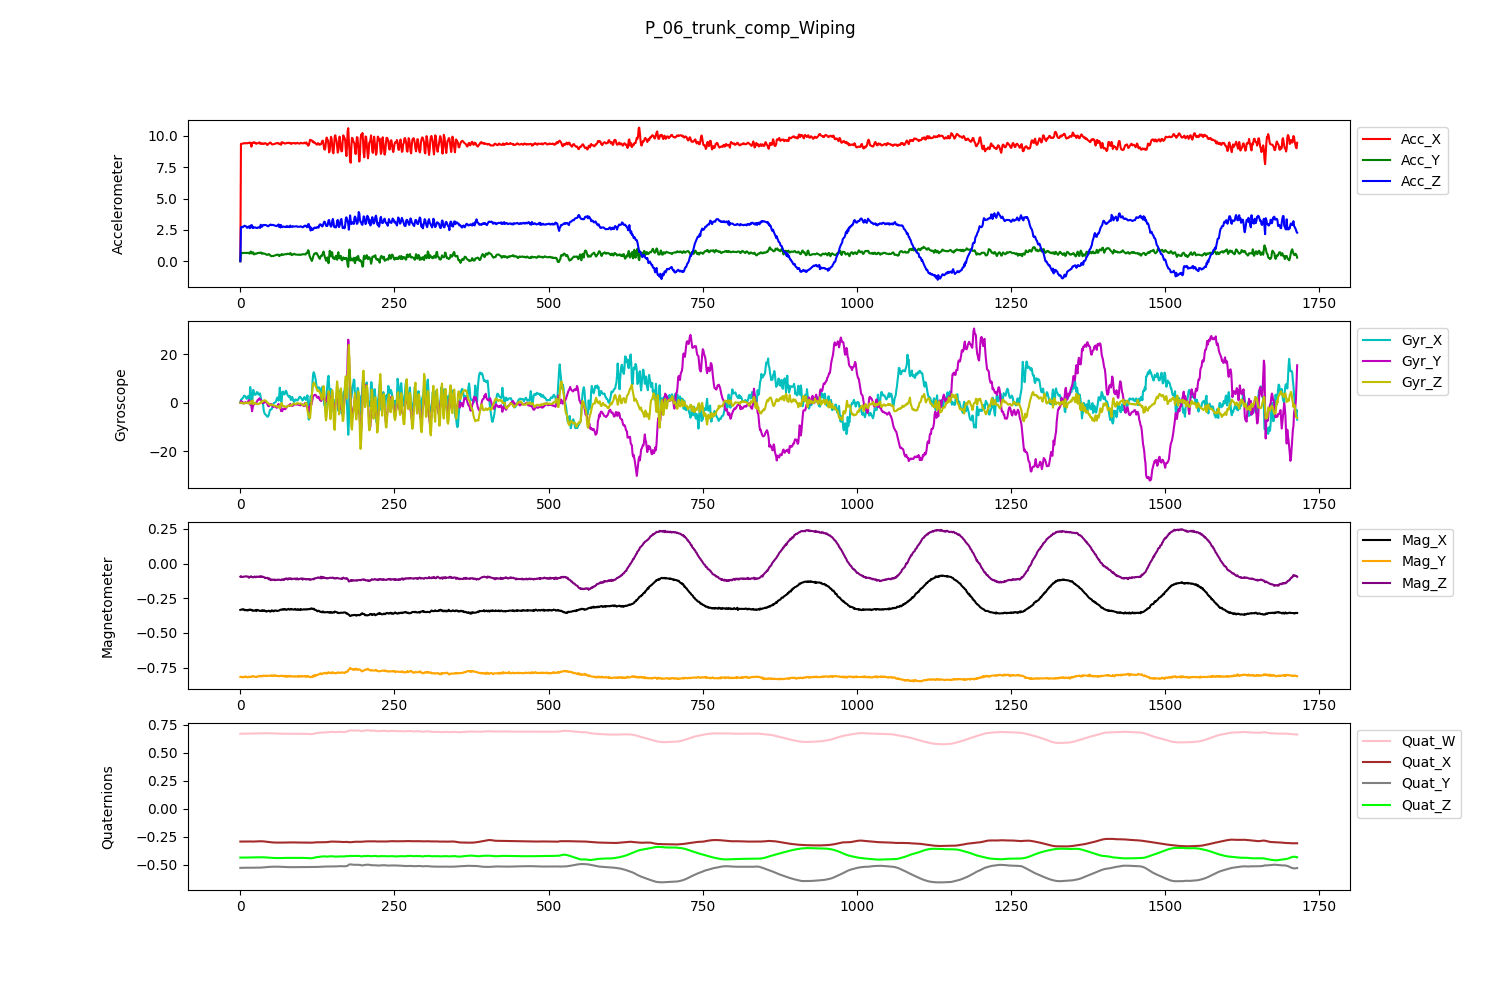 P_06_trunk_comp_Wiping
Accelerometer
10.0
7.5
5.0
2.5
0.0
0 250 500 750 1000 1250 1500 1750
Acc_X
Acc_Y
Acc_Z
Gyroscope
20
0
−20
0 250 500 750 1000 1250 1500 1750
Gyr_X
Gyr_Y
Gyr_Z
Magnetometer
0.25
0.00
−0.25
−0.50
−0.75
0 250 500 750 1000 1250 1500 1750
Mag_X
Mag_Y
Mag_Z
Quaternions
0.75
0.50
0.25
0.00
−0.25
−0.50
0 250 500 750 1000 1250 1500 1750
Quat_W
Quat_X
Quat_Y
Quat_Z